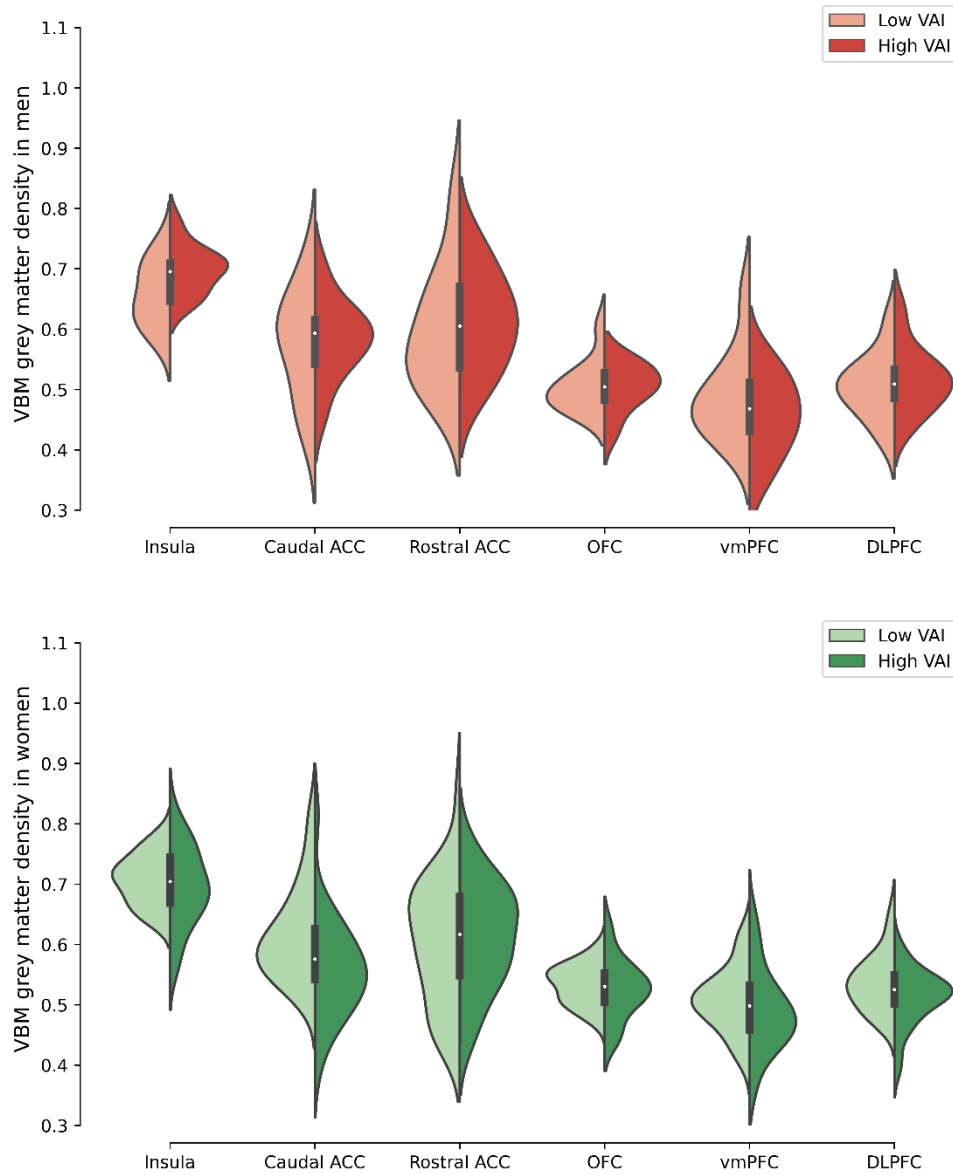 Low VAI
High VAI
VBM grey matter density in men
1.1
1.0
0.9
0.8
0.7
0.6
0.5
0.4
0.3
Insula Caudal ACC Rostral ACC OFC vmPFC DLPFC
Low VAI
High VAI
VBM grey matter density in women
1.1
1.0
0.9
0.8
0.7
0.6
0.5
0.4
0.3
Insula Caudal ACC Rostral ACC OFC vmPFC DLPFC